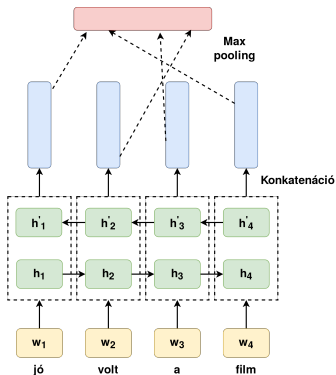 Max
pooling
Konkatenáció
h'1 h'2 h'3 h'4
h1 h2 h3 h4
w1 w2 w3 w4
jó volt a film